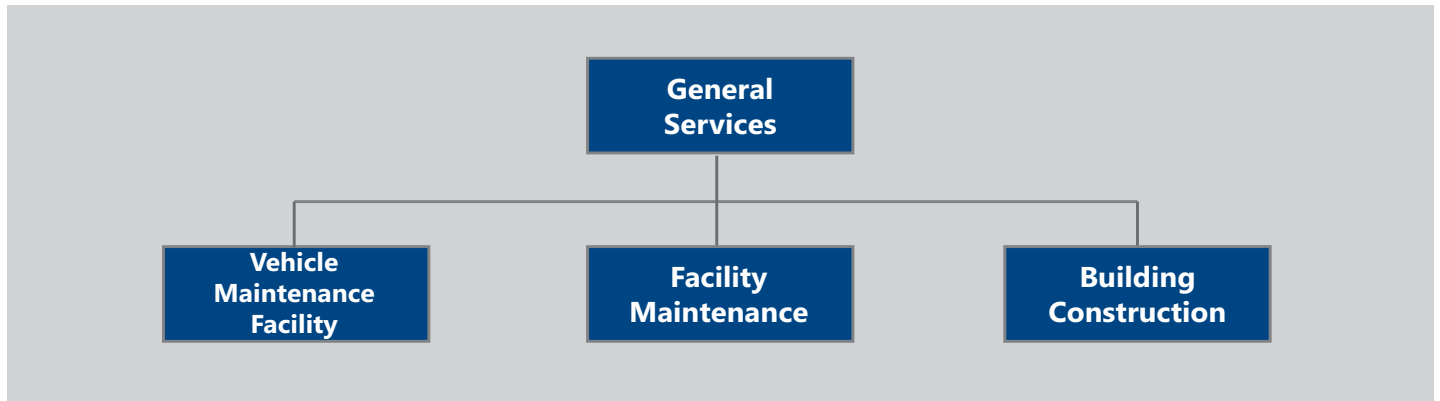 General
Services
Vehicle
Maintenance
Facility
Facility
Maintenance
Building
Construction